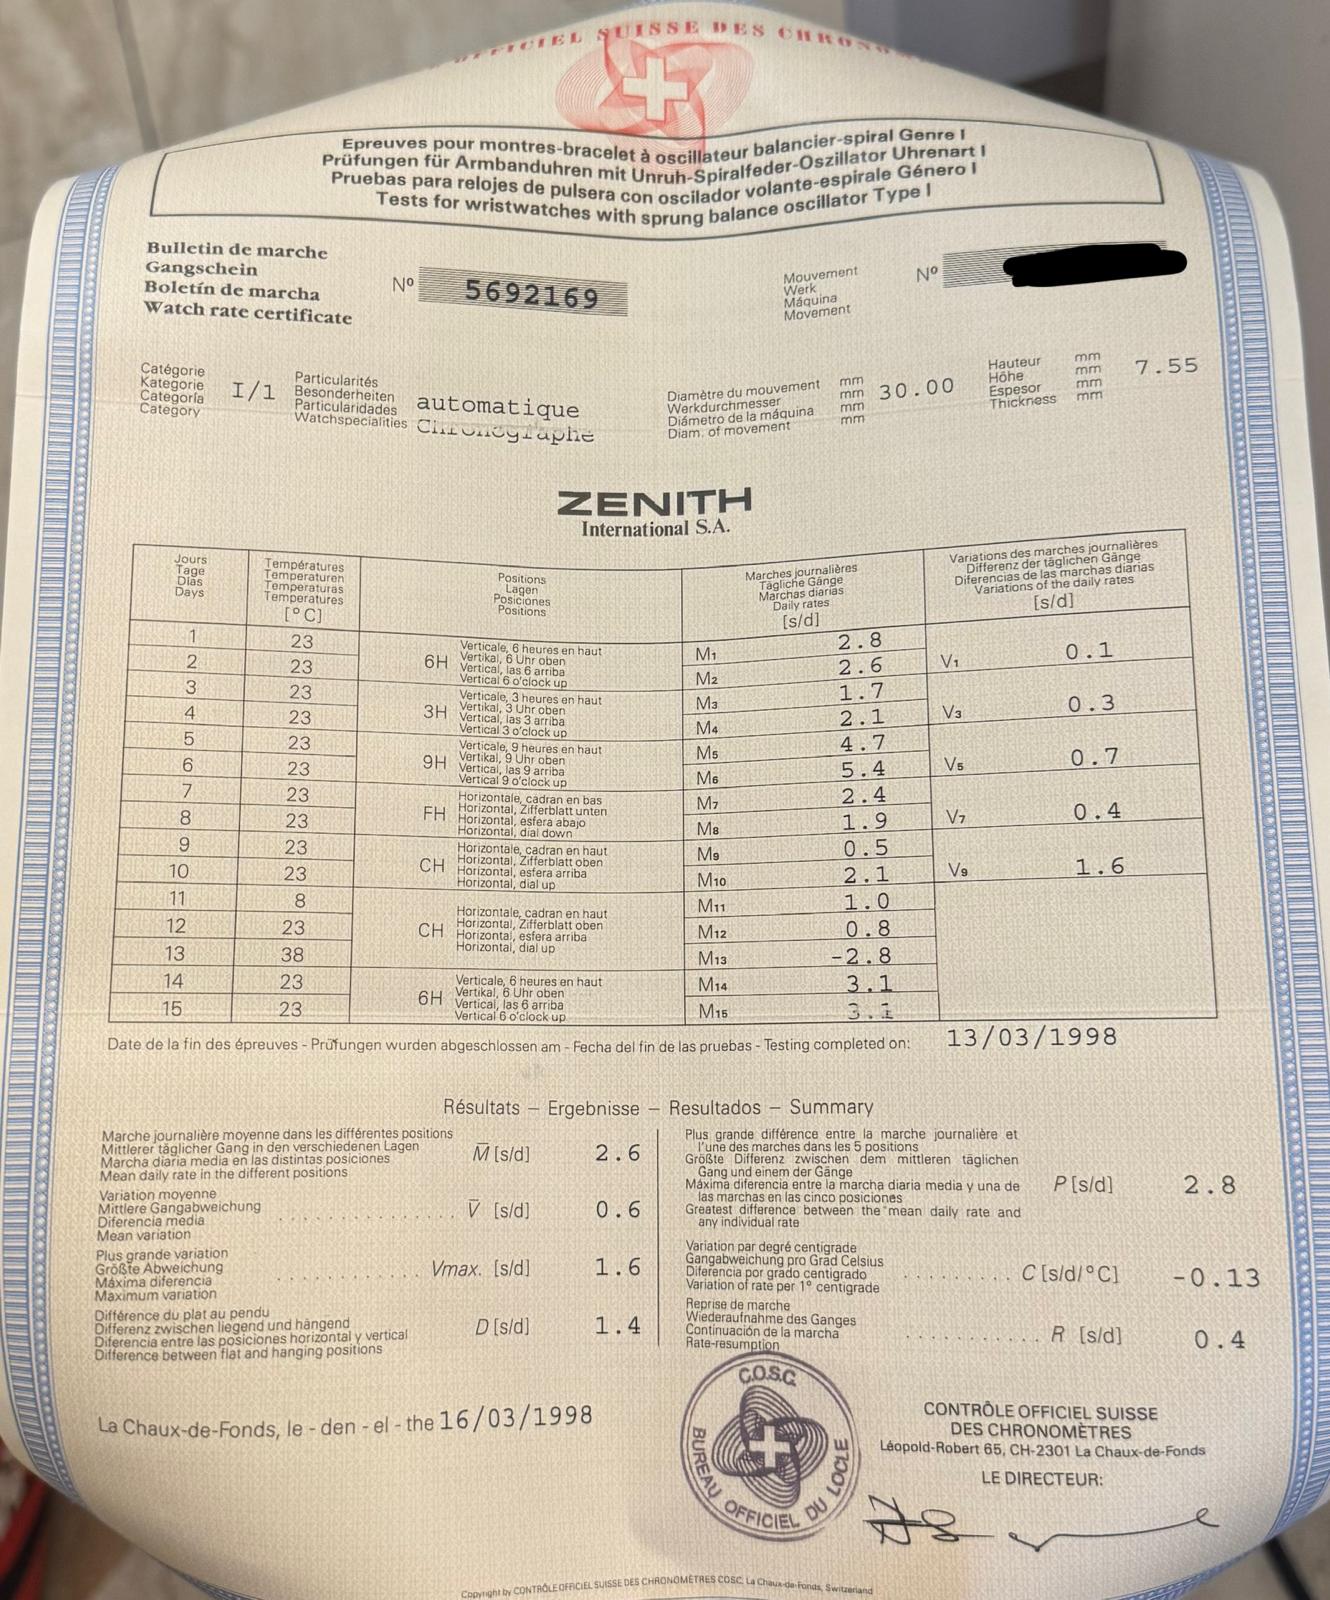 OFFICIEL SUISSE DES CHRONO
Epreuves pour montres-bracelet à oscillateur balancier-spiral Genre I
Prüfungen für Armbanduhren mit Unruh-Spiralfeder-Oszillator Uhrenart I
Pruebas para relojes de pulsera con oscilador volante-espirale Género I
Tests for wristwatches with sprung balance oscillator Type I
Bulletin de marche
Gangschein
Boletín de marcha
Watch rate certificate
Nº 5692169
Mouvement
Werk
Máquina
Movement
Nº
Catégorie
Kategorie
Categoría
Category
I/1
Particularités
Besonderheiten
Particularidades
Watchspecialities
automatique
Chronographe
Diamètre du mouvement mm
Werkdurchmesser mm
Diámetro de la máquina mm
Diam. of movement mm
30.00
Hauteur mm
Höhe mm
Espesor mm
Thickness mm
7.55
ZENITH
International S.A.
Jours
Tage
Días
Days
Températures
Temperaturen
Temperaturas
Temperatures
[°C]
Positions
Lagen
Posiciones
Positions
Marches journalières
Tägliche Gänge
Marchas diarias
Daily rates
[s/d]
Variations des marches journalières
Differenz der täglichen Gänge
Diferencias de las marchas diarias
Variations of the daily rates
[s/d]
1 23 M1 2.8
2 23 M2 2.6
6H
Verticale, 6 heures en haut
Vertikal, 6 Uhr oben
Vertical, las 6 arriba
Vertical 6 o'clock up
V1 0.1
3 23 M3 1.7
4 23 M4 2.1
3H
Verticale, 3 heures en haut
Vertikal, 3 Uhr oben
Vertical, las 3 arriba
Vertical 3 o'clock up
V3 0.3
5 23 M5 4.7
6 23 M6 5.4
9H
Verticale, 9 heures en haut
Vertikal, 9 Uhr oben
Vertical, las 9 arriba
Vertical 9 o'clock up
V5 0.7
7 23 M7 2.4
8 23 M8 1.9
FH
Horizontale, cadran en bas
Horizontal, Zifferblatt unten
Horizontal, esfera abajo
Horizontal, dial down
V7 0.4
9 23 M9 0.5
10 23 M10 2.1
CH
Horizontale, cadran en haut
Horizontal, Zifferblatt oben
Horizontal, esfera arriba
Horizontal, dial up
V9 1.6
11 8 M11 1.0
12 23 M12 0.8
13 38 M13 -2.8
CH
Horizontale, cadran en haut
Horizontal, Zifferblatt oben
Horizontal, esfera arriba
Horizontal, dial up
14 23 M14 3.1
15 23 M15 3.1
6H
Verticale, 6 heures en haut
Vertikal, 6 Uhr oben
Vertical, las 6 arriba
Vertical 6 o'clock up
Date de la fin des épreuves - Prüfungen wurden abgeschlossen am - Fecha del fin de las pruebas - Testing completed on: 13/03/1998
Résultats – Ergebnisse – Resultados – Summary
Marche journalière moyenne dans les différentes positions
Mittlerer täglicher Gang in den verschiedenen Lagen
Marcha diaria media en las distintas posiciones
Mean daily rate in the different positions
M̅ [s/d] 2.6
Variation moyenne
Mittlere Gangabweichung
Diferencia media
Mean variation
V̅ [s/d] 0.6
Plus grande variation
Größte Abweichung
Máxima diferencia
Maximum variation
Vmax. [s/d] 1.6
Différence du plat au pendu
Differenz zwischen liegend und hängend
Diferencia entre las posiciones horizontal y vertical
Difference between flat and hanging positions
D [s/d] 1.4
Plus grande différence entre la marche journalière et
l'une des marches dans les 5 positions
Größte Differenz zwischen dem mittleren täglichen
Gang und einem der Gänge
Máxima diferencia entre la marcha diaria media y una de
las marchas en las cinco posiciones
Greatest difference between the mean daily rate and
any individual rate
P [s/d] 2.8
Variation par degré centigrade
Gangabweichung pro Grad Celsius
Diferencia por grado centigrado
Variation of rate per 1° centigrade
C [s/d/°C] -0.13
Reprise de marche
Wiederaufnahme des Ganges
Continuación de la marcha
Rate-resumption
R [s/d] 0.4
La Chaux-de-Fonds, le - den - el - the 16/03/1998
C.O.S.C.
BUREAU OFFICIEL DU LOCLE
CONTRÔLE OFFICIEL SUISSE
DES CHRONOMÈTRES
Léopold-Robert 65, CH-2301 La Chaux-de-Fonds
LE DIRECTEUR:
Copyright by CONTRÔLE OFFICIEL SUISSE DES CHRONOMÈTRES COSC, La Chaux-de-Fonds, Switzerland